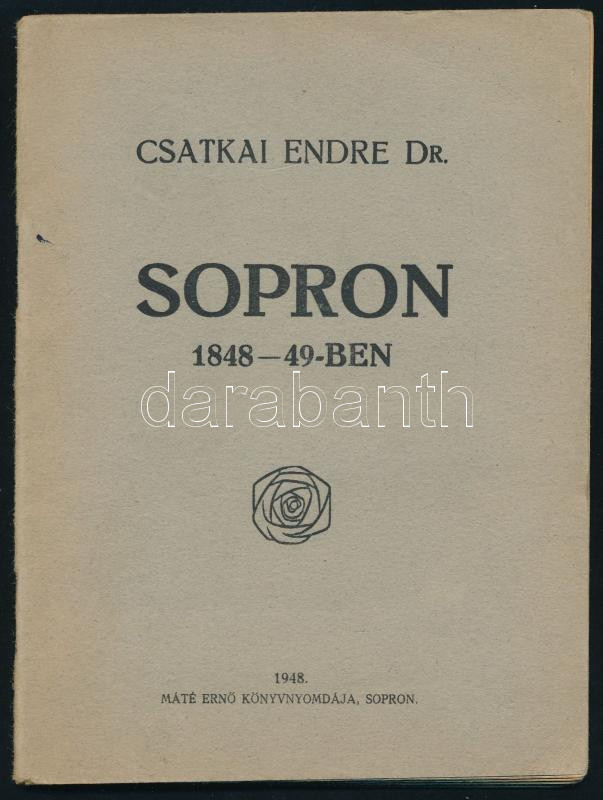 CSATKAI ENDRE DR.
SOPRON
1848—49-BEN
darabanth
1948.
MÁTÉ ERNŐ KÖNYVNYOMDÁJA, SOPRON.